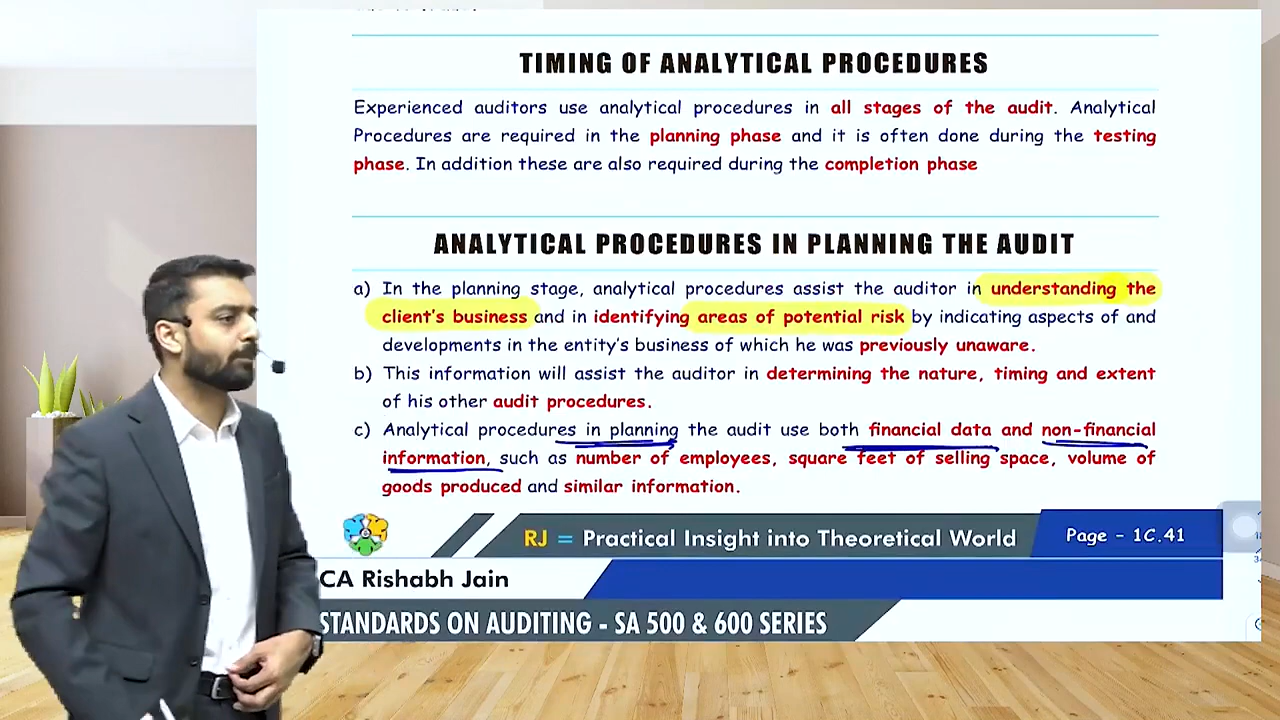 TIMING OF ANALYTICAL PROCEDURES
Experienced auditors use analytical procedures in all stages of the audit. Analytical
Procedures are required in the planning phase and it is often done during the testing
phase. In addition these are also required during the completion phase
ANALYTICAL PROCEDURES IN PLANNING THE AUDIT
a) In the planning stage, analytical procedures assist the auditor in understanding the
client's business and in identifying areas of potential risk by indicating aspects of and
developments in the entity's business of which he was previously unaware.
b) This information will assist the auditor in determining the nature, timing and extent
of his other audit procedures.
c) Analytical procedures in planning the audit use both financial data and non-financial
information, such as number of employees, square feet of selling space, volume of
goods produced and similar information.
RJ = Practical Insight into Theoretical World
Page - 1C.41
CA Rishabh Jain
STANDARDS ON AUDITING - SA 500 & 600 SERIES